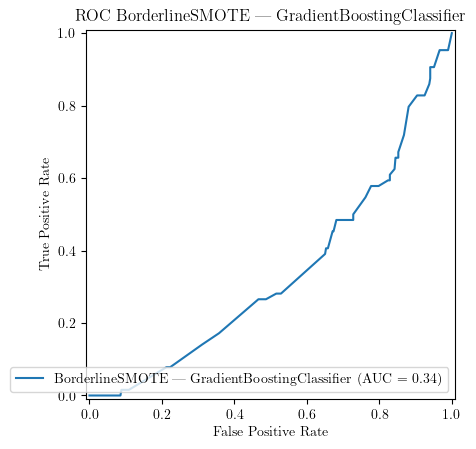 ROC BorderlineSMOTE — GradientBoostingClassifier
1.0
0.8
0.6
0.4
0.2
0.0
True Positive Rate
BorderlineSMOTE — GradientBoostingClassifier (AUC = 0.34)
0.0 0.2 0.4 0.6 0.8 1.0
False Positive Rate